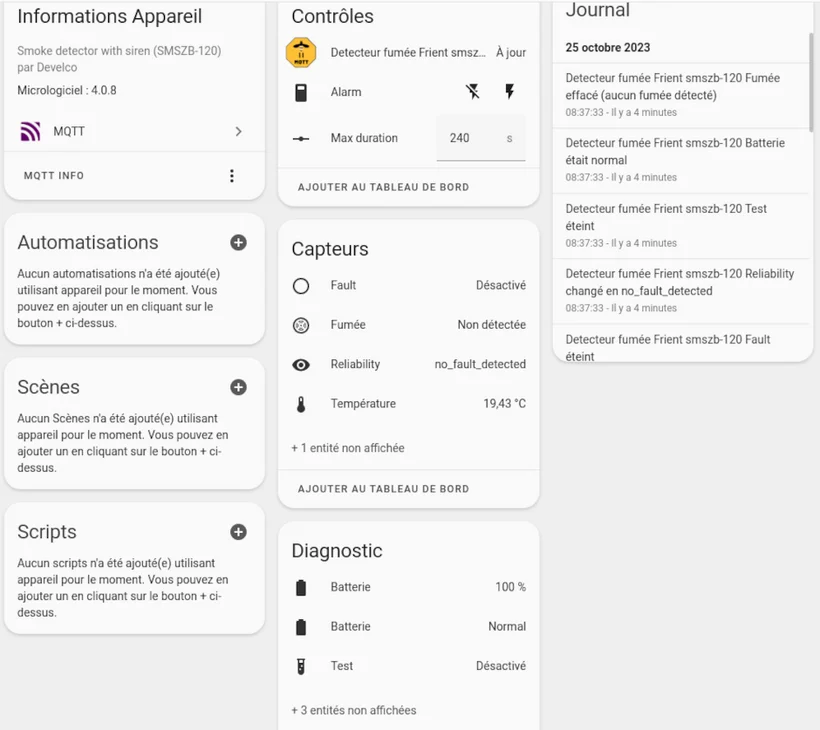 Informations Appareil
Smoke detector with siren (SMSZB-120)
par Develco
Micrologiciel : 4.0.8
MQTT
MQTT INFO
Automatisations
Aucun automatisations n'a été ajouté(e)
utilisant appareil pour le moment. Vous
pouvez en ajouter un en cliquant sur le
bouton + ci-dessus.
Scènes
Aucun Scènes n'a été ajouté(e) utilisant
appareil pour le moment. Vous pouvez en
ajouter un en cliquant sur le bouton + ci-
dessus.
Scripts
Aucun scripts n'a été ajouté(e) utilisant
appareil pour le moment. Vous pouvez en
ajouter un en cliquant sur le bouton + ci-
dessus.
Contrôles
MQTT
Detecteur fumée Frient smsz... À jour
Alarm
Max duration 240 s
AJOUTER AU TABLEAU DE BORD
Capteurs
Fault Désactivé
Fumée Non détectée
Reliability no_fault_detected
Température 19,43 °C
+ 1 entité non affichée
AJOUTER AU TABLEAU DE BORD
Diagnostic
Batterie 100 %
Batterie Normal
Test Désactivé
+ 3 entités non affichées
Journal
25 octobre 2023
Detecteur fumée Frient smszb-120 Fumée
effacé (aucun fumée détecté)
08:37:33 - Il y a 4 minutes
Detecteur fumée Frient smszb-120 Batterie
était normal
08:37:33 - Il y a 4 minutes
Detecteur fumée Frient smszb-120 Test
éteint
08:37:33 - Il y a 4 minutes
Detecteur fumée Frient smszb-120 Reliability
changé en no_fault_detected
08:37:33 - Il y a 4 minutes
Detecteur fumée Frient smszb-120 Fault
éteint